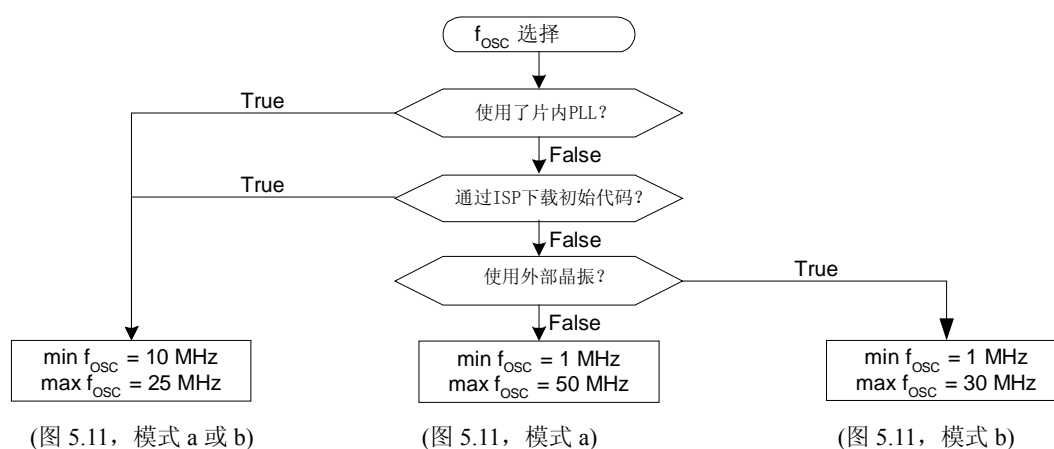 fOSC 选择
True
使用了片内PLL?
False
True
通过ISP下载初始代码?
False
使用外部晶振?
True
False
min fOSC = 10 MHz
max fOSC = 25 MHz
min fOSC = 1 MHz
max fOSC = 50 MHz
min fOSC = 1 MHz
max fOSC = 30 MHz
(图 5.11，模式 a 或 b)
(图 5.11，模式 a)
(图 5.11，模式 b)